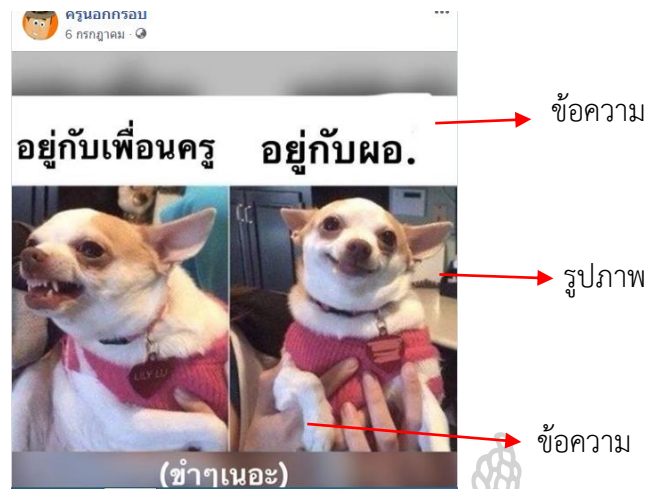 ครูนอกกรอบ
6 กรกฎาคม
ข้อความ
อยู่กับเพื่อนครู อยู่กับผอ.
รูปภาพ
LILY LU
ข้อความ
(ขำๆเนอะ)